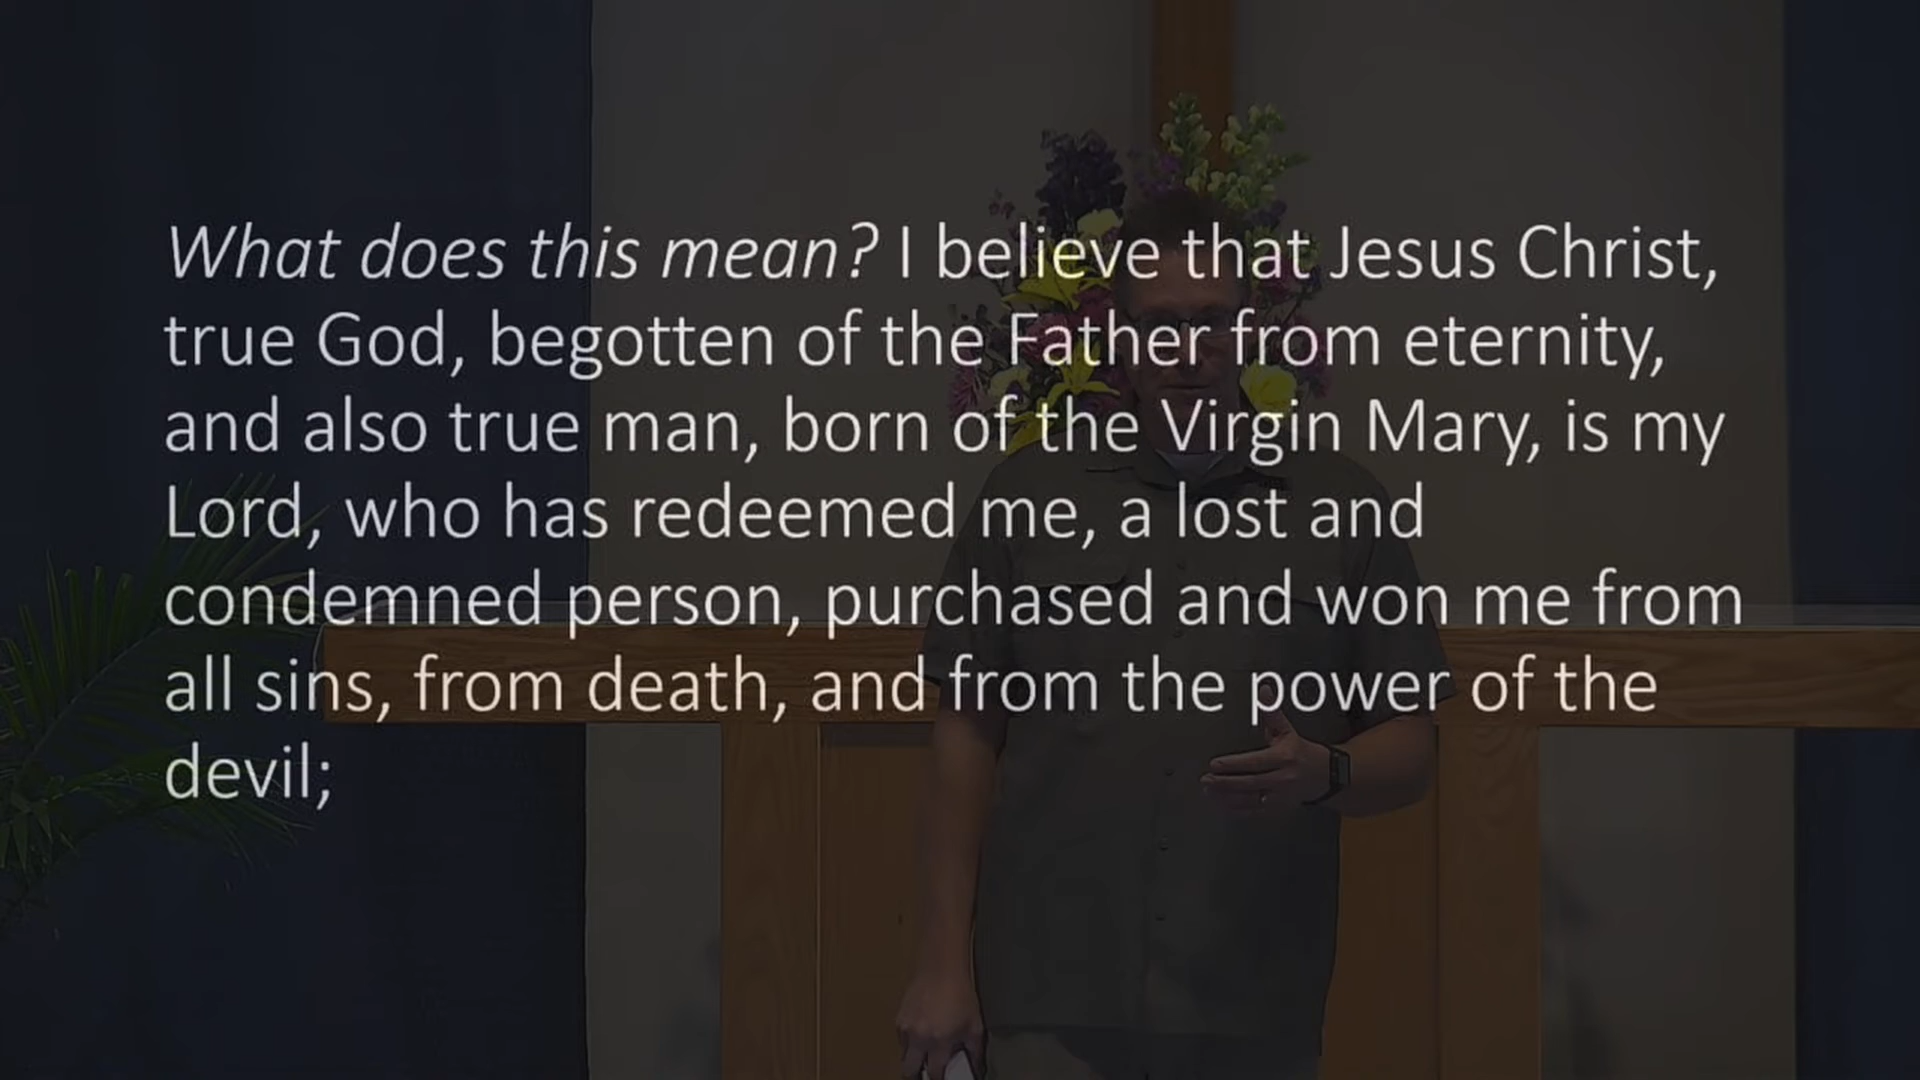 What does this mean? I believe that Jesus Christ,
true God, begotten of the Father from eternity,
and also true man, born of the Virgin Mary, is my
Lord, who has redeemed me, a lost and
condemned person, purchased and won me from
all sins, from death, and from the power of the
devil;